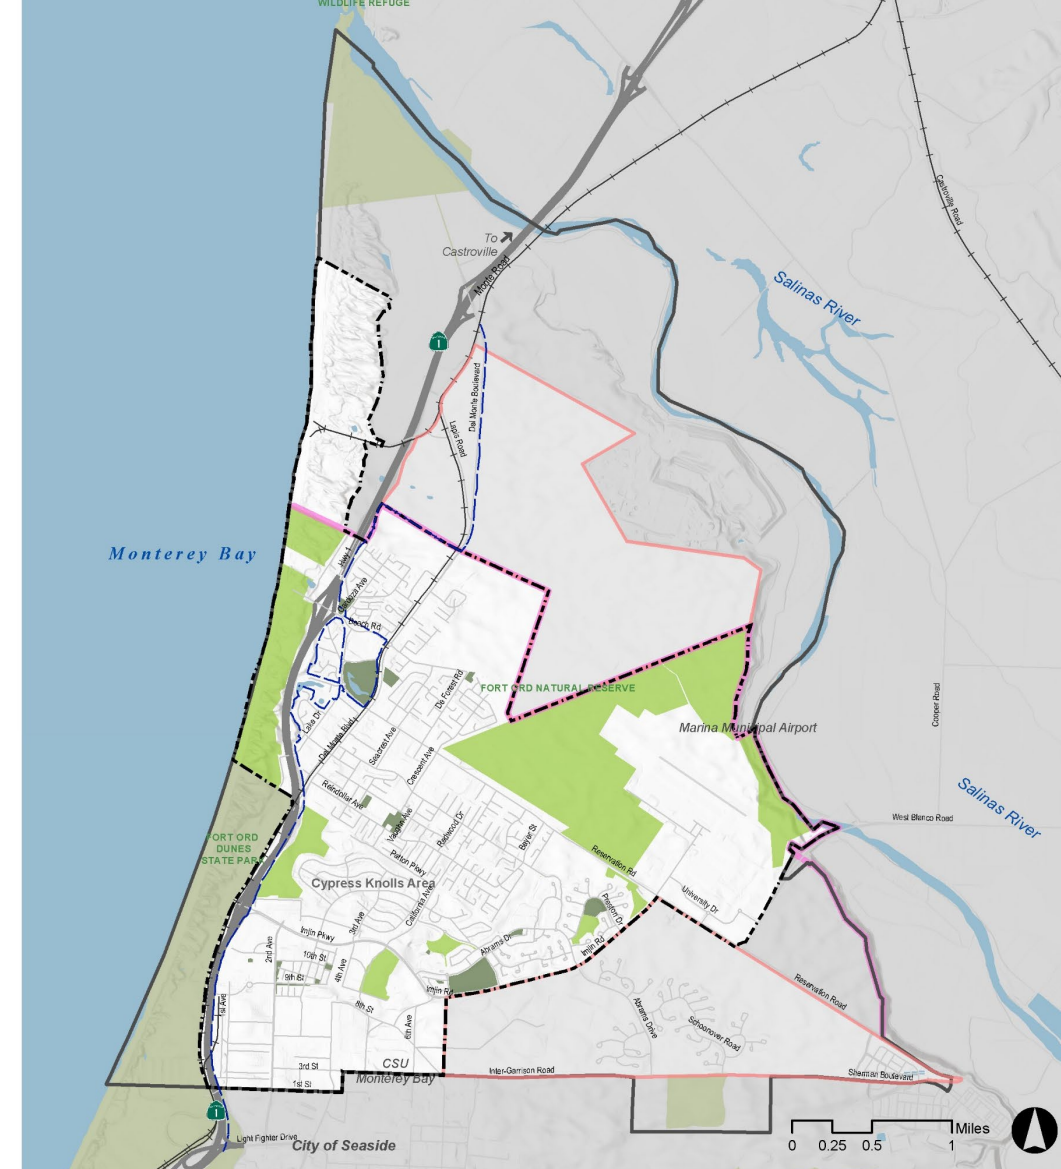 WILDLIFE REFUGE
Castroville Road
To
Castroville
Monte Road
Salinas River
1
Del Monte Boulevard
Lapis Road
Monterey Bay
Hwy 1
Beach Rd
De Forest Rd
FORT ORD NATURAL RESERVE
Cooper Road
Lake Dr
Del Monte Blvd
Seacrest Ave
Marina Municipal Airport
Crescent Ave
Reindollar Ave
Salinas River
West Blanco Road
Vaughn Ave
Redwood Dr
Bayer St
FORT ORD
DUNES
STATE PARK
Patton Pkwy
Reservation Rd
Cypress Knolls Area
California Ave
University Dr
Preston Dr
3rd Ave
Imjin Pkwy
Abrams Dr
Imjin Rd
2nd Ave
10th St
9th St
4th Ave
Imjin Rd
Reservation Road
1st Ave
8th St
6th Ave
Abrams Drive
Schoonover Road
3rd St
CSU
Monterey Bay
1st St
Inter-Garrison Road
Sherman Boulevard
1
Light Fighter Drive
City of Seaside
Miles
0 0.25 0.5 1